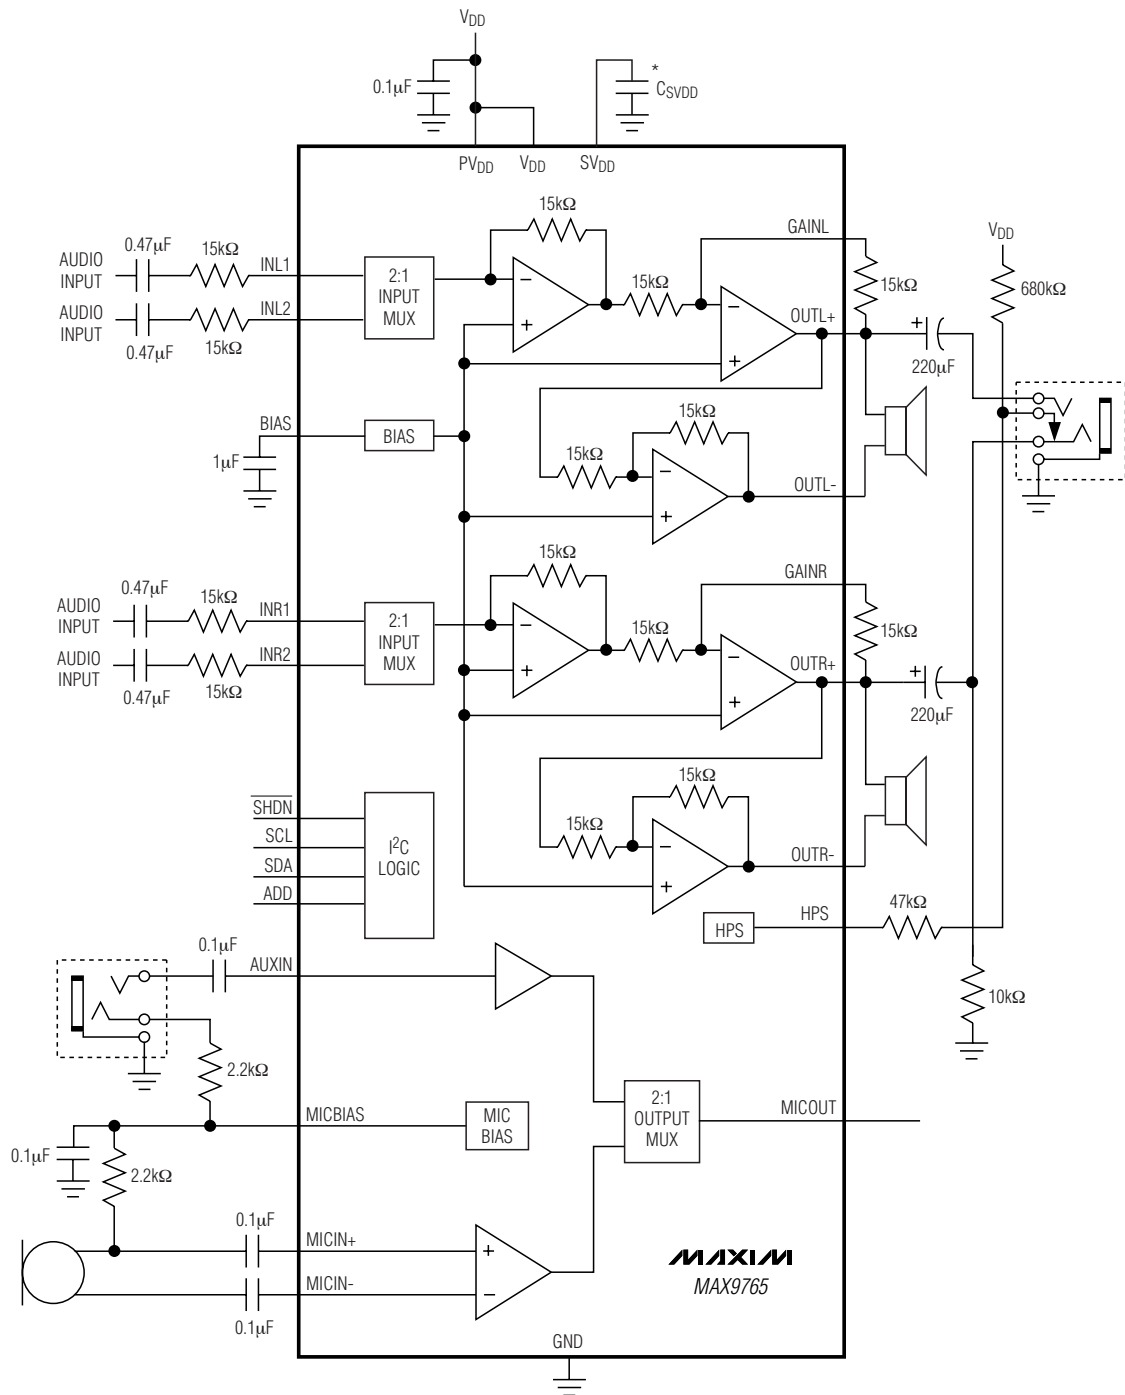 VDD
0.1µF
*
CSVDD
PVDD
VDD
SVDD
15kΩ
GAINL
VDD
AUDIO
INPUT
0.47µF
15kΩ
INL1
2:1
INPUT
MUX
15kΩ
15kΩ
680kΩ
AUDIO
INPUT
0.47µF
15kΩ
INL2
−
+
−
+
OUTL+
+
220µF
BIAS
BIAS
1µF
15kΩ
15kΩ
−
+
OUTL-
15kΩ
GAINR
AUDIO
INPUT
0.47µF
15kΩ
INR1
2:1
INPUT
MUX
15kΩ
15kΩ
AUDIO
INPUT
0.47µF
15kΩ
INR2
−
+
−
+
OUTR+
+
220µF
15kΩ
15kΩ
−
+
OUTR-
SHDN
SCL
SDA
ADD
I2C
LOGIC
HPS
HPS
47kΩ
0.1µF
AUXIN
10kΩ
2.2kΩ
2:1
OUTPUT
MUX
MICOUT
MICBIAS
MIC
BIAS
0.1µF
2.2kΩ
0.1µF
MICIN+
+
−
MICIN-
0.1µF
MAXIM
MAX9765
GND